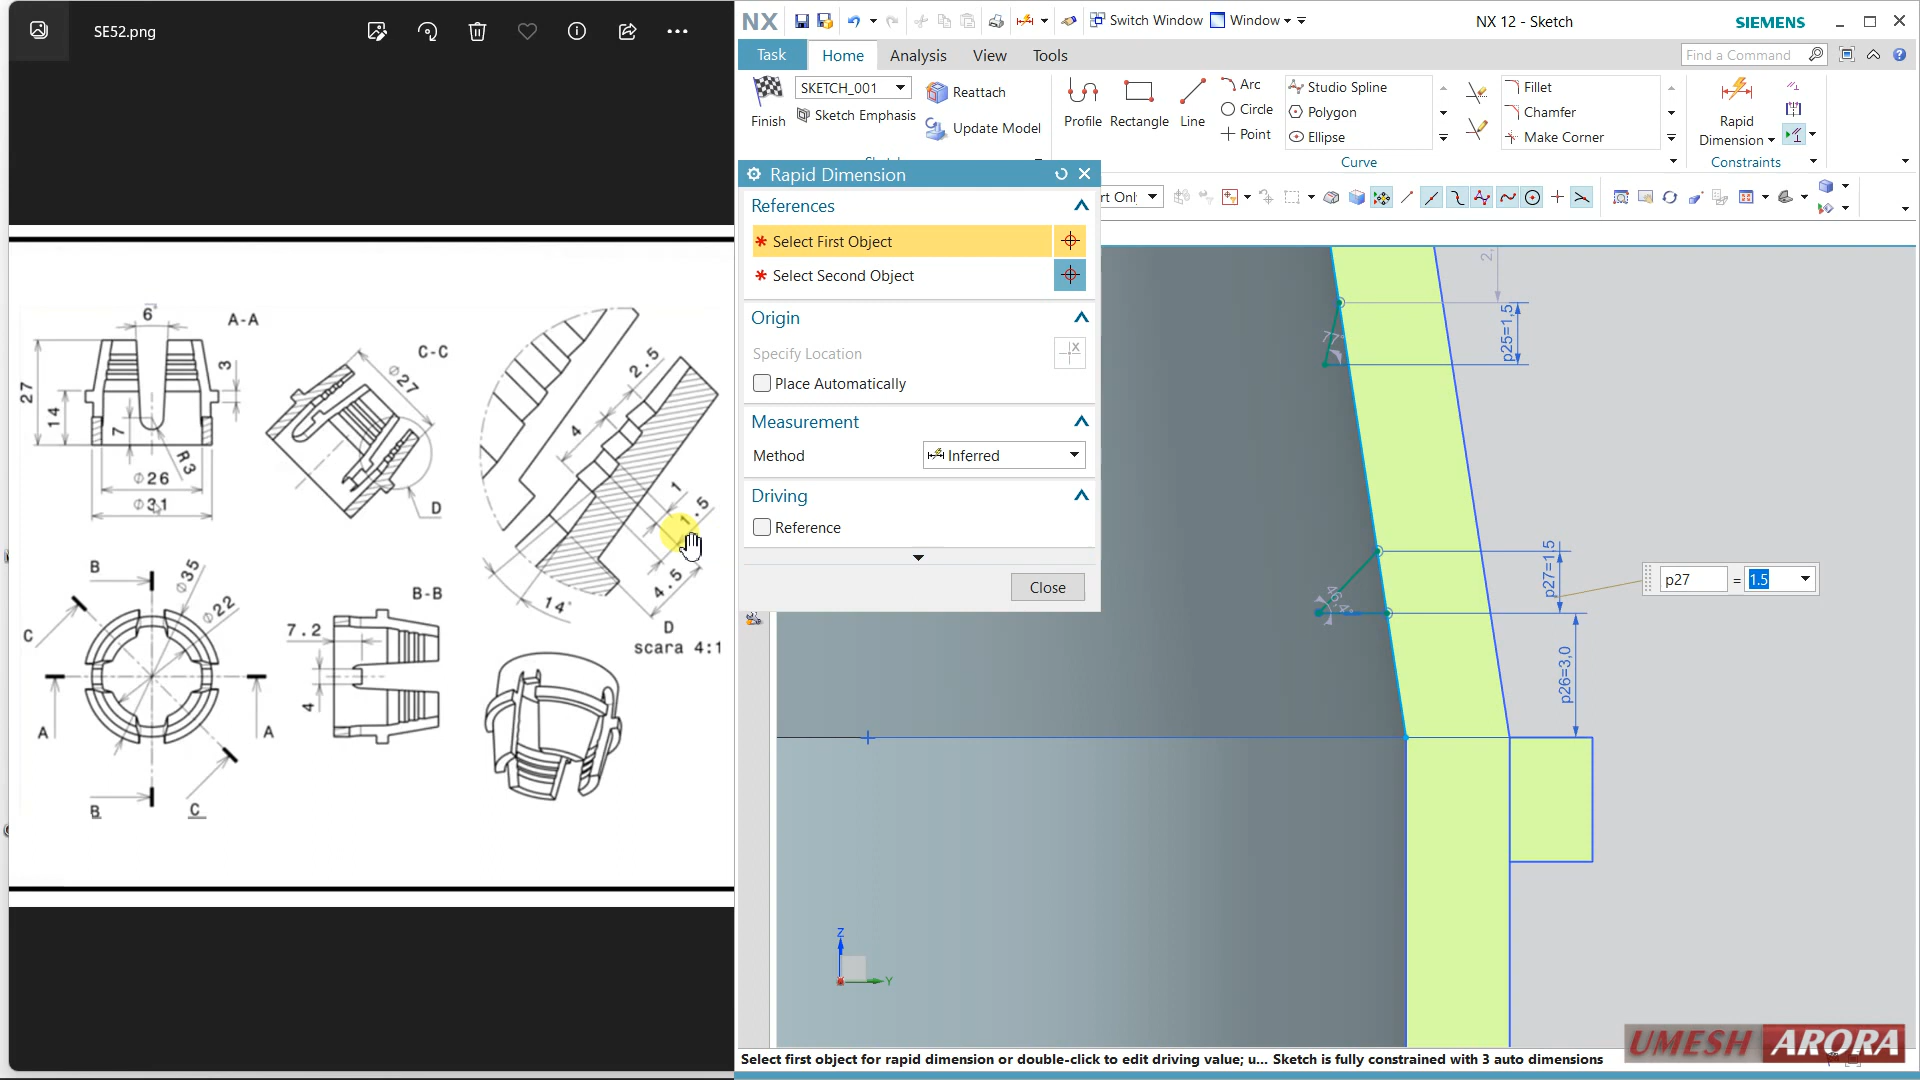 SE52.png
6°
A-A
C-C
27
14
7
3
R3
Ø26
Ø31
Ø27
D
2.5
4
1
1.5
4.5
14°
D
scara 4:1
B
Ø35
Ø22
C
A
A
B
C
B-B
7.2
4
NX
Switch Window
Window
NX 12 - Sketch
SIEMENS
Task
Home
Analysis
View
Tools
Find a Command
Finish
SKETCH_001
Sketch Emphasis
Reattach
Update Model
Profile
Rectangle
Line
Arc
Circle
Point
Studio Spline
Polygon
Ellipse
Fillet
Chamfer
Make Corner
Curve
Rapid
Dimension
Constraints
Rapid Dimension
References
* Select First Object
* Select Second Object
Origin
Specify Location
Place Automatically
Measurement
Method
Inferred
Driving
Reference
Close
p25=1,5
77°
p27=1,5
p26=3,0
p27
=
1.5
Z
Y
Select first object for rapid dimension or double-click to edit driving value; u...
Sketch is fully constrained with 3 auto dimensions
UMESH ARORA